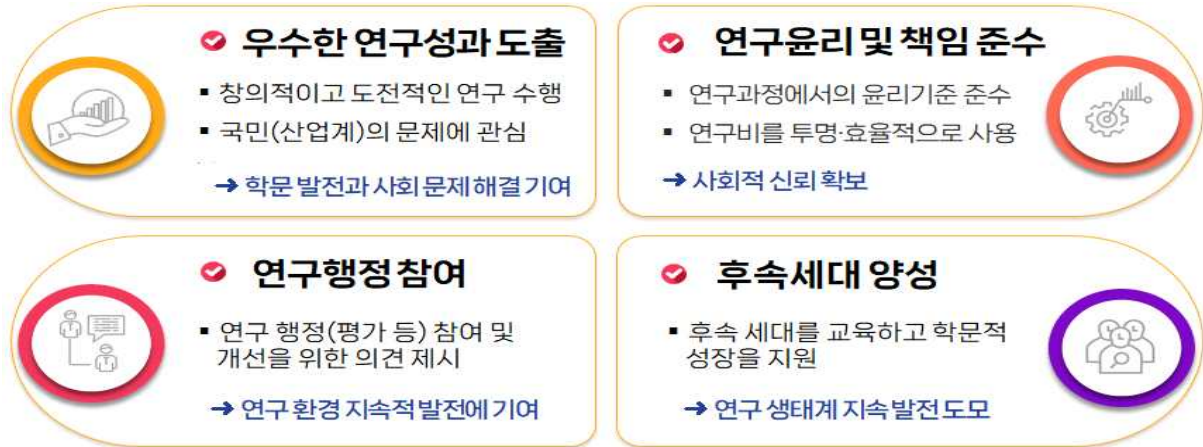 우수한 연구성과 도출
▪ 창의적이고 도전적인 연구 수행
▪ 국민(산업계)의 문제에 관심
→ 학문 발전과 사회 문제 해결 기여
연구윤리 및 책임 준수
▪ 연구과정에서의 윤리기준 준수
▪ 연구비를 투명·효율적으로 사용
→ 사회적 신뢰 확보
연구행정 참여
▪ 연구 행정(평가 등) 참여 및
개선을 위한 의견 제시
→ 연구 환경 지속적 발전에 기여
후속세대 양성
▪ 후속 세대를 교육하고 학문적
성장을 지원
→ 연구 생태계 지속 발전 도모